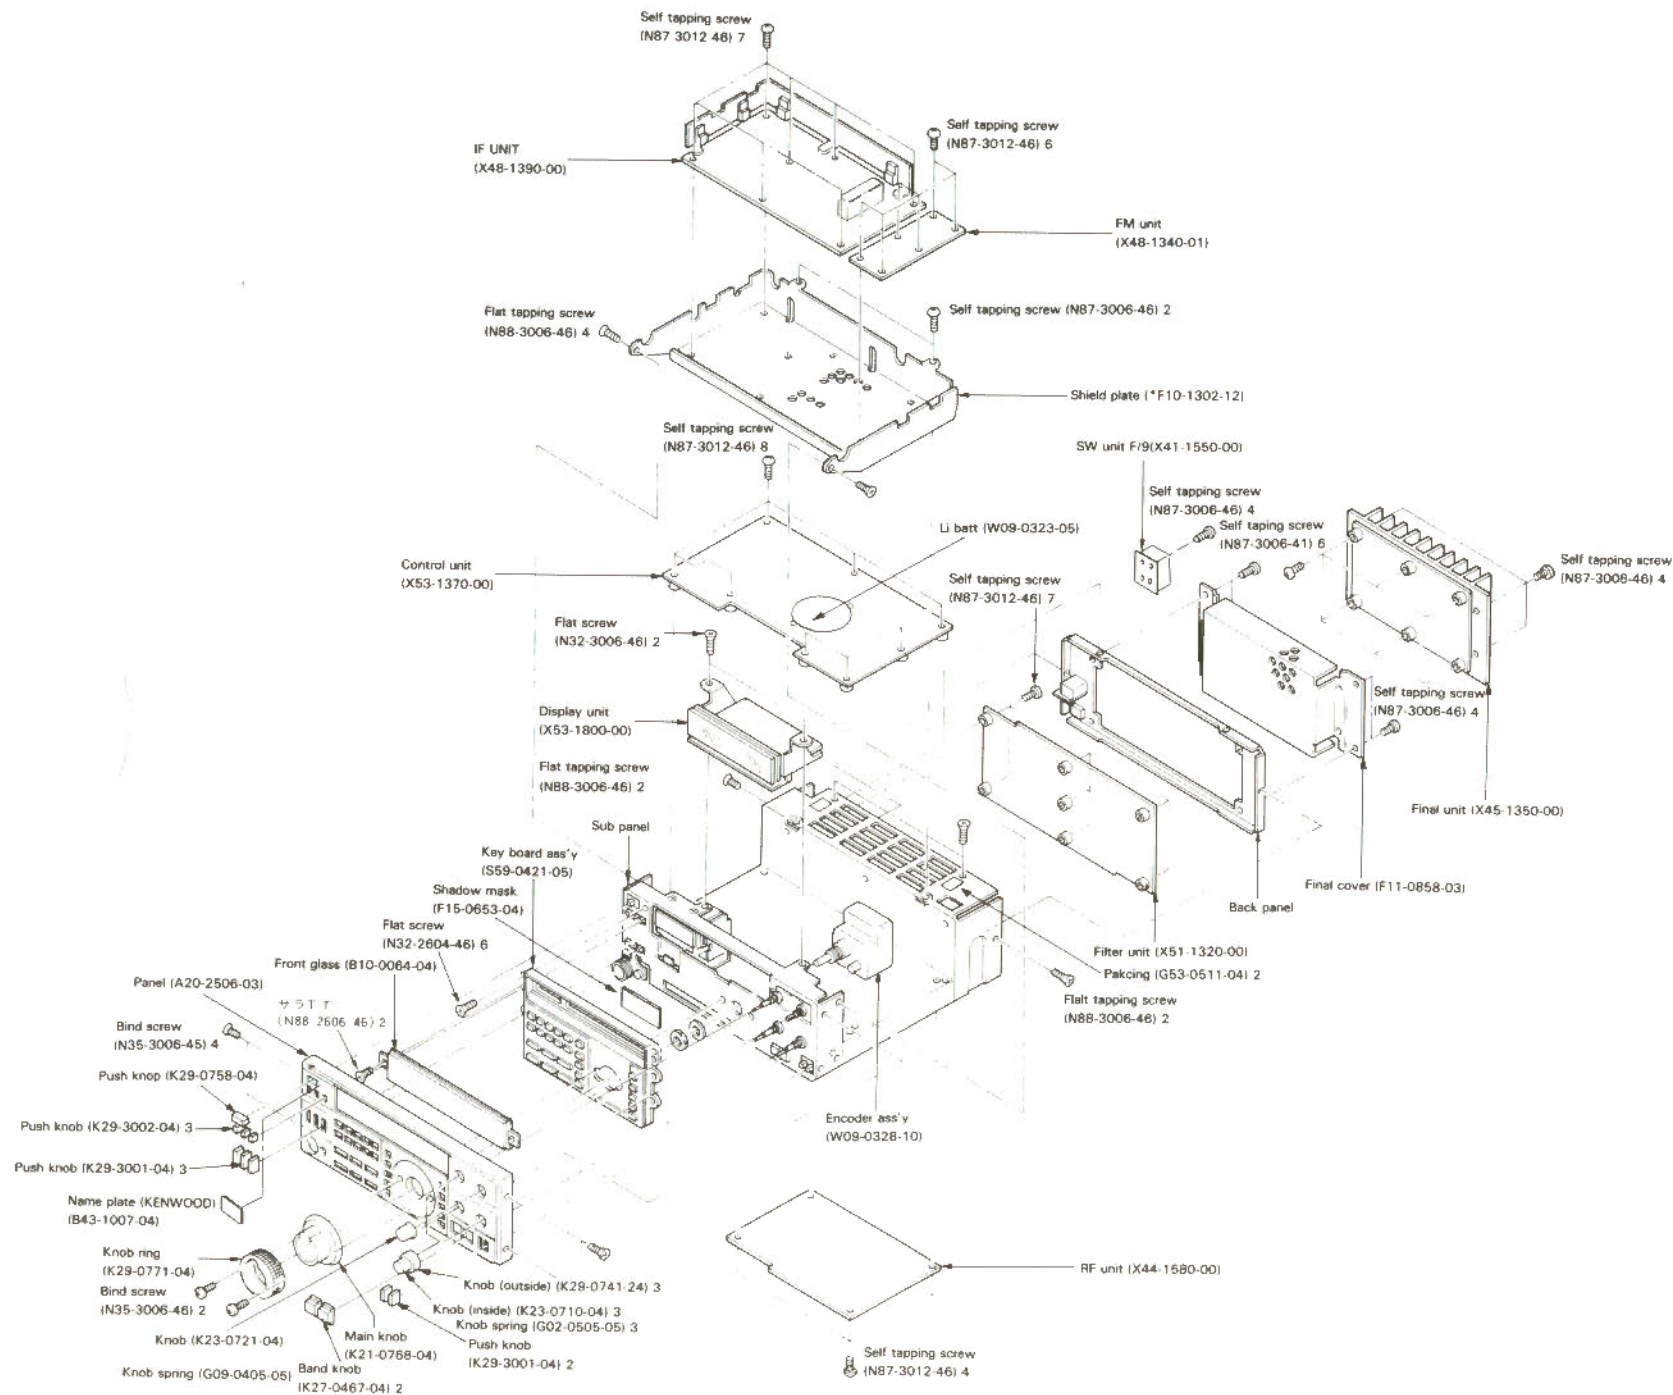 Self tapping screw
(N87 3012 46) 7
Self tapping screw
(N87-3012-46) 6
IF UNIT
(X48-1390-00)
FM unit
(X48-1340-01)
Flat tapping screw
(N88-3006-46) 4
Self tapping screw (N87-3006-46) 2
Shield plate (*F10-1302-12)
Self tapping screw
(N87-3012-46) 8
SW unit F/9(X41-1550-00)
Self tapping screw
(N87-3006-46) 4
Self taping screw
(N87-3006-41) 6
Li batt (W09-0323-05)
Control unit
(X53-1370-00)
Self tapping screw
(N87-3012-46) 7
Self tapping screw
(N87-3008-46) 4
Flat screw
(N32-3006-46) 2
Self tapping screw
(N87-3006-46) 4
Display unit
(X53-1800-00)
Flat tapping screw
(N88-3006-46) 2
Final unit (X45-1350-00)
Sub panel
Key board ass'y
(S59-0421-05)
Shadow mask
(F15-0653-04)
Final cover (F11-0858-03)
Back panel
Flat screw
(N32-2604-46) 6
Filter unit (X51-1320-00)
Front glass (B10-0064-04)
Pakcing (G53-0511-04) 2
Panel (A20-2506-03)
(N88 2606 46) 2
Flalt tapping screw
(N88-3006-46) 2
Bind screw
(N35-3006-45) 4
Push knop (K29-0758-04)
Push knob (K29-3002-04) 3
Encoder ass'y
(W09-0328-10)
Push knob (K29-3001-04) 3
Name plate (KENWOOD)
(B43-1007-04)
Knob ring
(K29-0771-04)
Bind screw
(N35-3006-46) 2
RF unit (X44-1680-00)
Knob (outside) (K29-0741-24) 3
Knob (inside) (K23-0710-04) 3
Knob spring (G02-0505-05) 3
Knob (K23-0721-04)
Main knob
(K21-0768-04)
Push knob
(K29-3001-04) 2
Knob spring (G09-0405-05)
Band knob
(K27-0467-04) 2
Self tapping screw
(N87-3012-46) 4